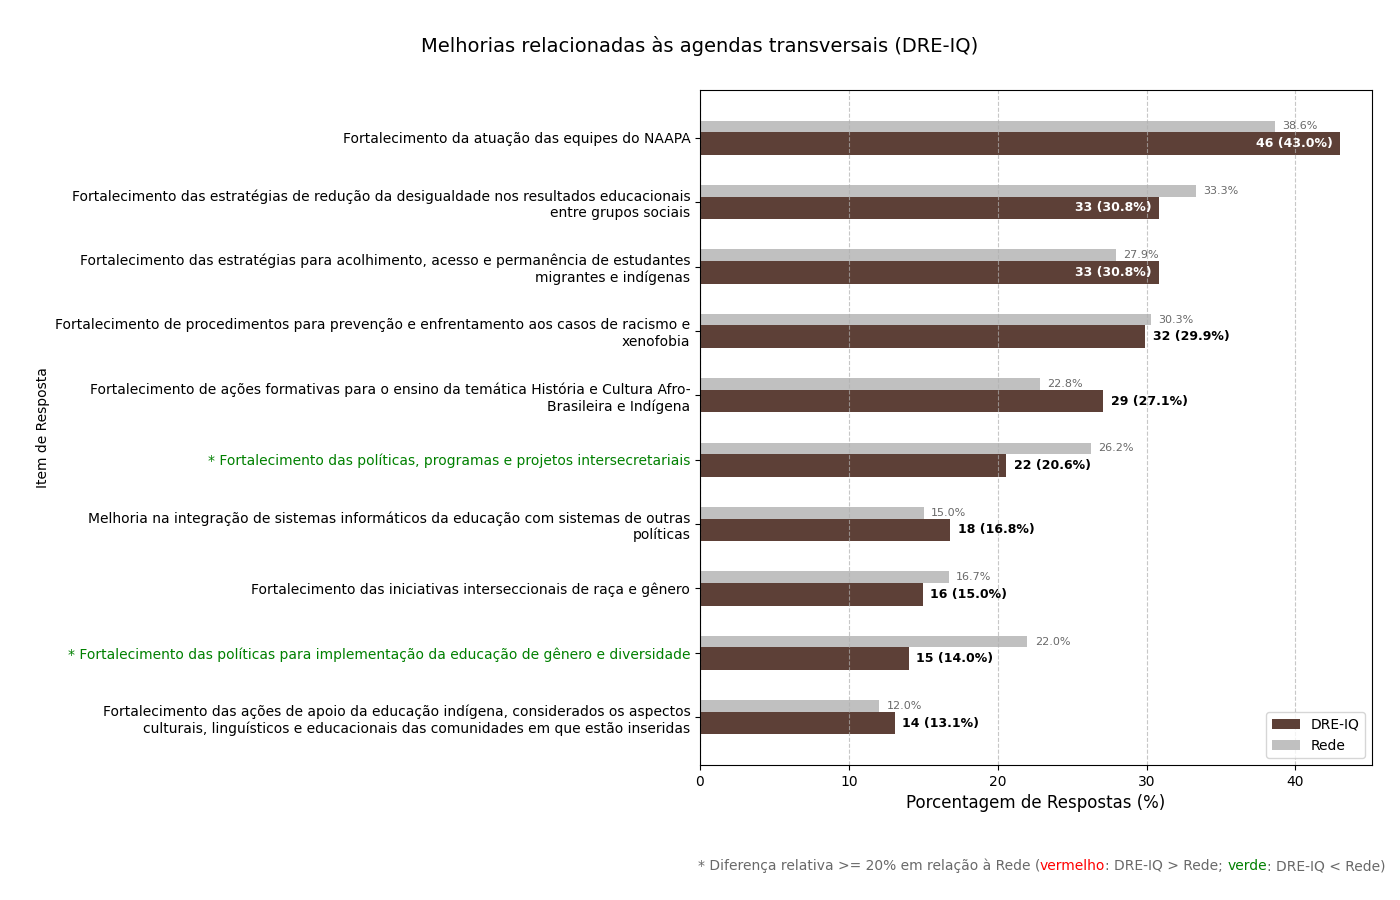 Melhorias relacionadas às agendas transversais (DRE-IQ)
Item de Resposta
Fortalecimento da atuação das equipes do NAAPA
38.6%
46 (43.0%)
Fortalecimento das estratégias de redução da desigualdade nos resultados educacionais
entre grupos sociais
33.3%
33 (30.8%)
Fortalecimento das estratégias para acolhimento, acesso e permanência de estudantes
migrantes e indígenas
27.9%
33 (30.8%)
Fortalecimento de procedimentos para prevenção e enfrentamento aos casos de racismo e
xenofobia
30.3%
32 (29.9%)
Fortalecimento de ações formativas para o ensino da temática História e Cultura Afro-
Brasileira e Indígena
22.8%
29 (27.1%)
* Fortalecimento das políticas, programas e projetos intersecretariais
26.2%
22 (20.6%)
Melhoria na integração de sistemas informáticos da educação com sistemas de outras
políticas
15.0%
18 (16.8%)
Fortalecimento das iniciativas interseccionais de raça e gênero
16.7%
16 (15.0%)
* Fortalecimento das políticas para implementação da educação de gênero e diversidade
22.0%
15 (14.0%)
Fortalecimento das ações de apoio da educação indígena, considerados os aspectos
culturais, linguísticos e educacionais das comunidades em que estão inseridas
12.0%
14 (13.1%)
DRE-IQ
Rede
0 10 20 30 40
Porcentagem de Respostas (%)
* Diferença relativa >= 20% em relação à Rede (vermelho: DRE-IQ > Rede; verde: DRE-IQ < Rede)